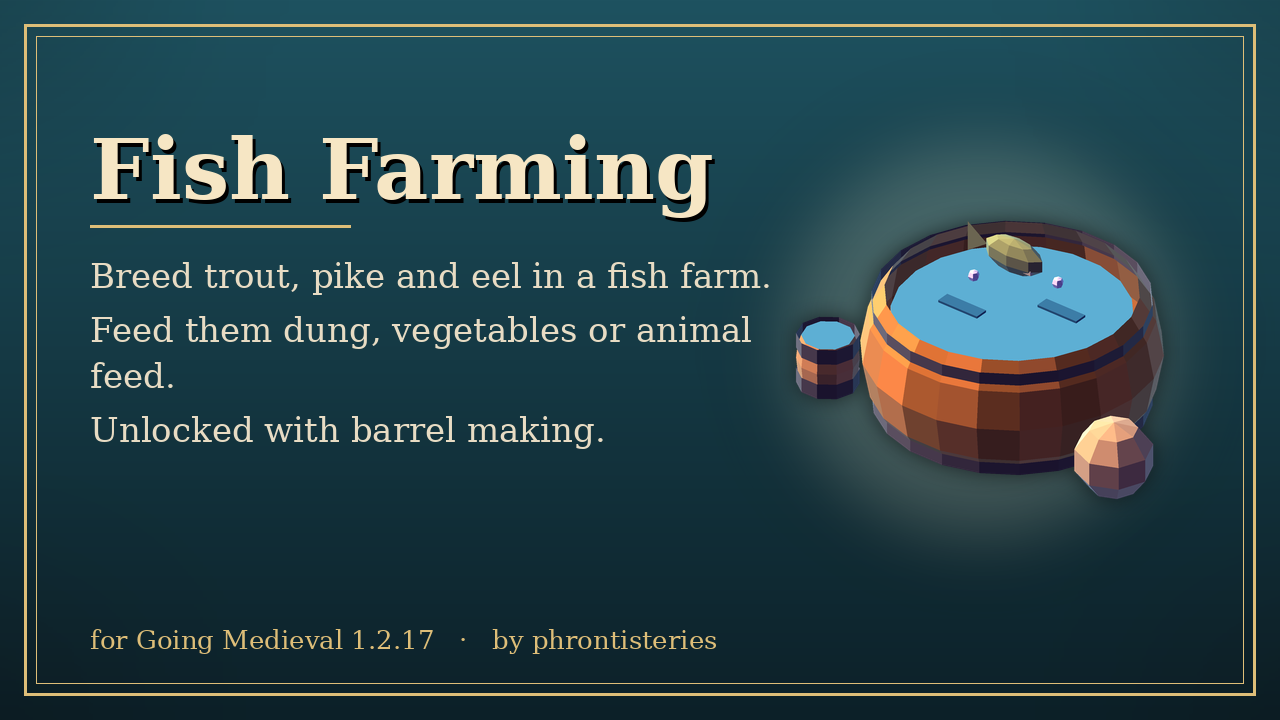 Fish Farming
Breed trout, pike and eel in a fish farm.
Feed them dung, vegetables or animal
feed.
Unlocked with barrel making.
for Going Medieval 1.2.17 · by phrontisteries